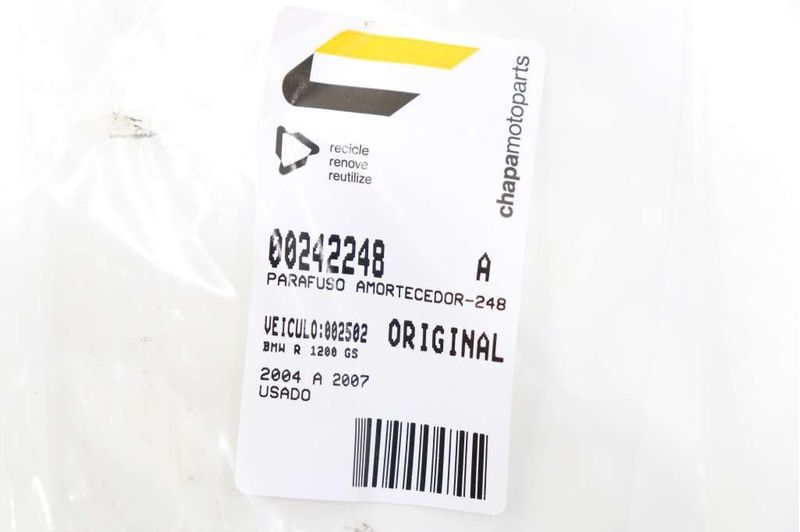 recicle
renove
reutilize
chapamotoparts
00242248 A
PARAFUSO AMORTECEDOR-248
VEICULO:002502 ORIGINAL
BMW R 1200 GS
2004 A 2007
USADO